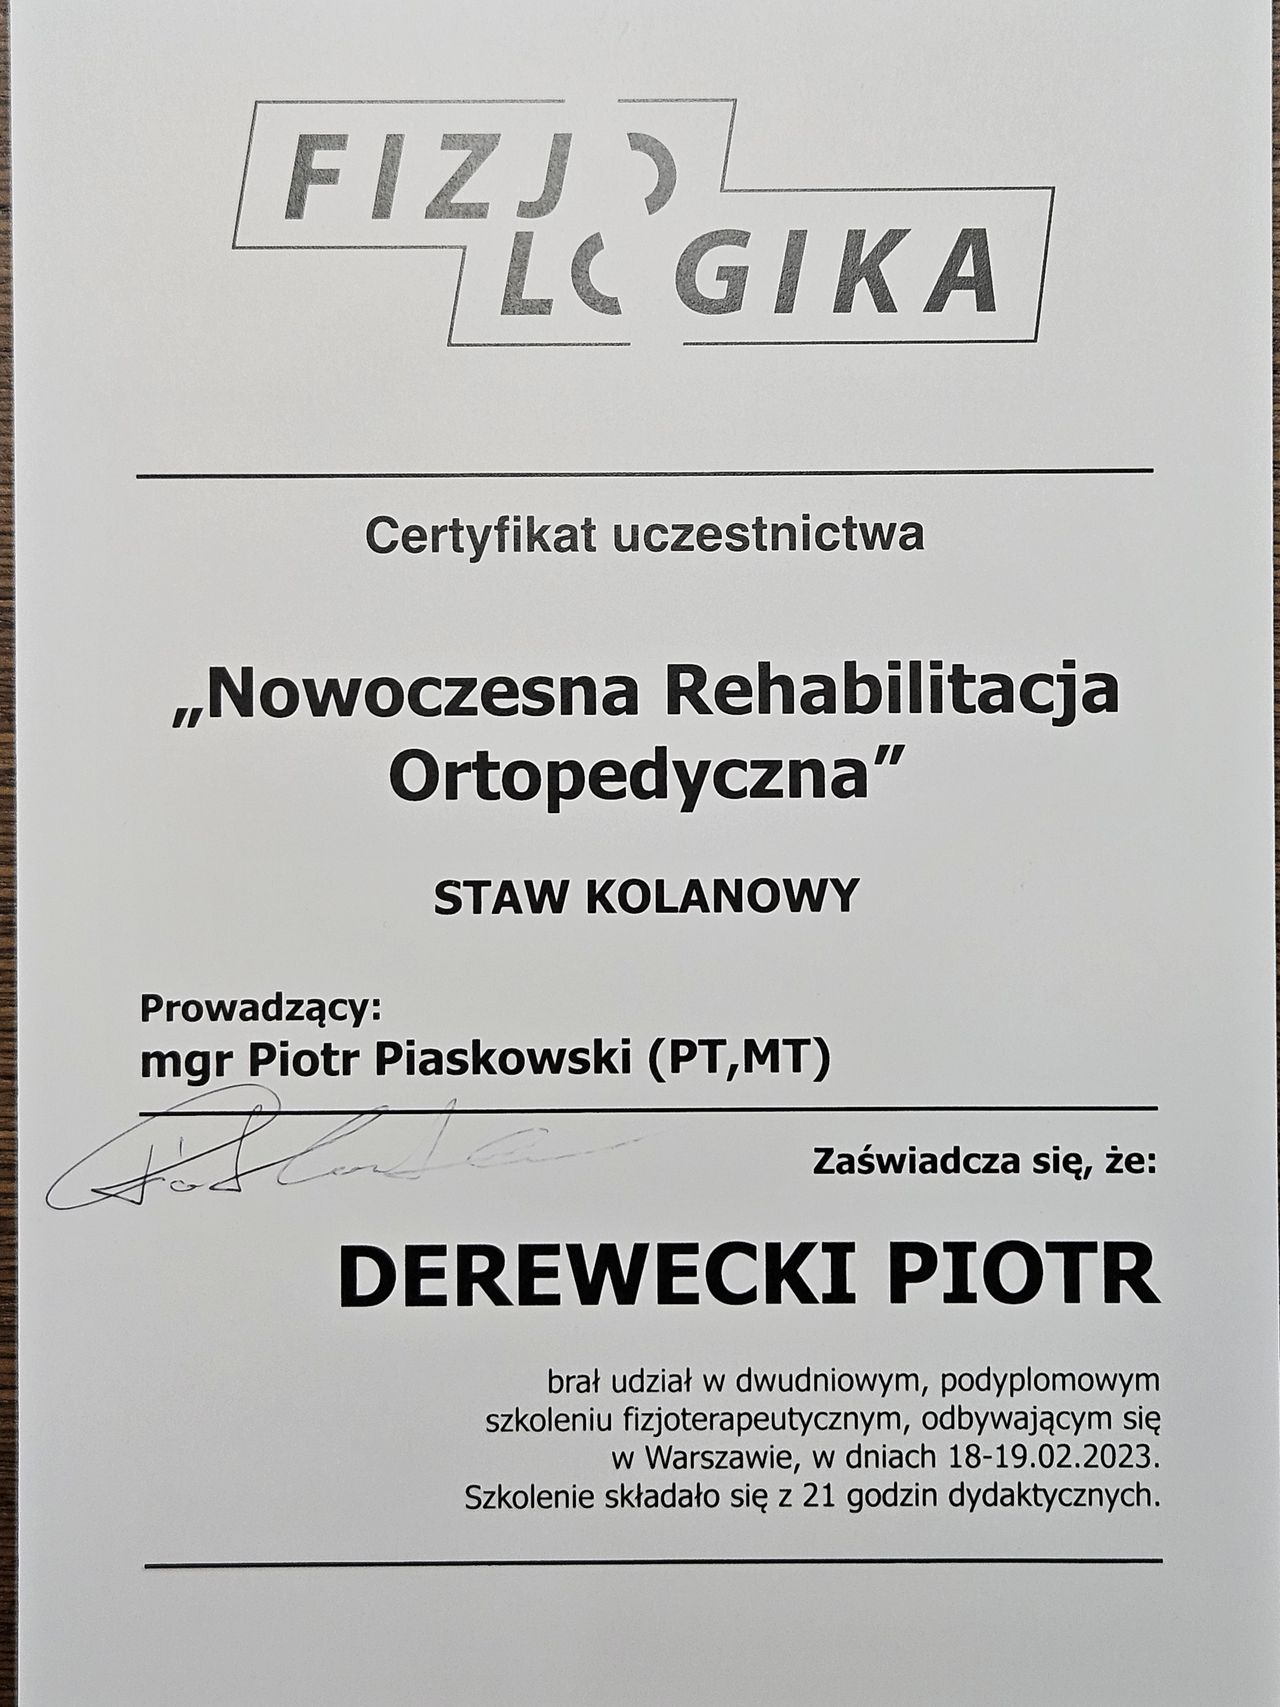 FIZJO
LOGIKA
Certyfikat uczestnictwa
„Nowoczesna Rehabilitacja
Ortopedyczna”
STAW KOLANOWY
Prowadzący:
mgr Piotr Piaskowski (PT,MT)
Zaświadcza się, że:
DEREWECKI PIOTR
brał udział w dwudniowym, podyplomowym
szkoleniu fizjoterapeutycznym, odbywającym się
w Warszawie, w dniach 18-19.02.2023.
Szkolenie składało się z 21 godzin dydaktycznych.